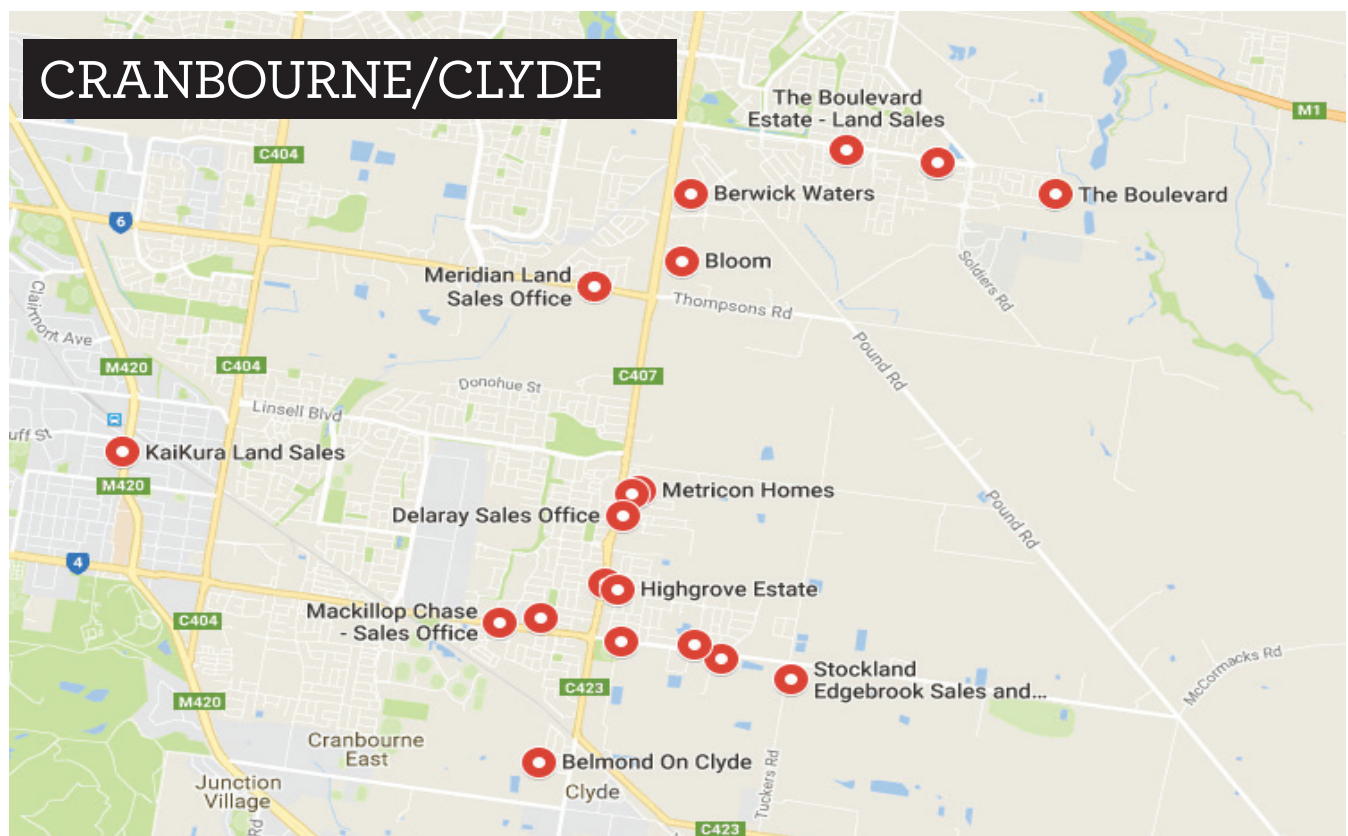 CRANBOURNE/CLYDE
The Boulevard
Estate - Land Sales
M1
C404
Berwick Waters
The Boulevard
6
Bloom
Meridian Land
Sales Office
Soldiers Rd
Thompsons Rd
Clairmont Ave
M420
C404
C407
Pound Rd
Donohue St
Linsell Blvd
uff St
KaiKura Land Sales
M420
Metricon Homes
Delaray Sales Office
Pound Rd
4
Highgrove Estate
Mackillop Chase
- Sales Office
C404
Stockland
Edgebrook Sales and...
McCormacks Rd
C423
M420
Cranbourne
East
Belmond On Clyde
Tuckers Rd
Junction
Village
Clyde
Rd
C423